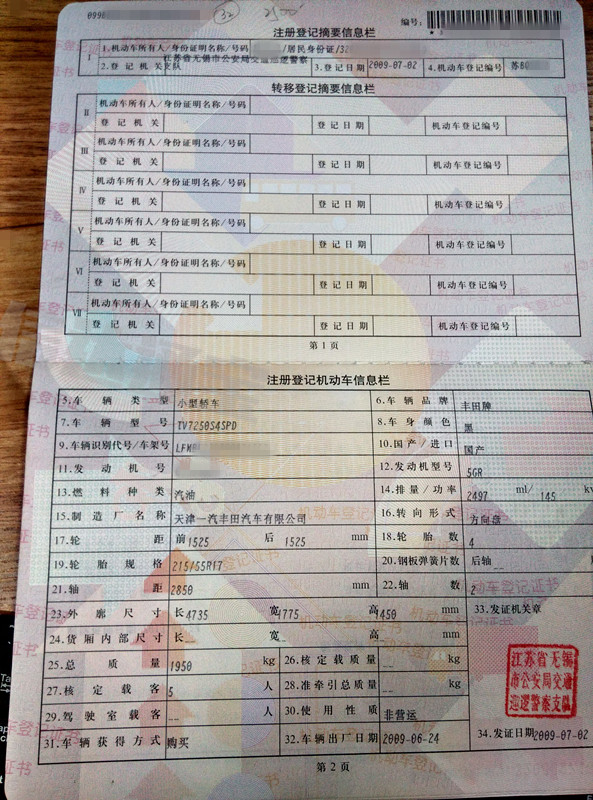 32
注册登记摘要信息栏
编号:
I
1.机动车所有人/身份证明名称/号码 /居民身份证/32
2.登记机关 江苏省无锡市公安局交通巡逻警察支队 3.登记日期 2009-07-02 4.机动车登记编号 苏B0
转移登记摘要信息栏
II
机动车所有人/身份证明名称/号码
登记机关 登记日期 机动车登记编号
III
机动车所有人/身份证明名称/号码
登记机关 登记日期 机动车登记编号
IV
机动车所有人/身份证明名称/号码
登记机关 登记日期 机动车登记编号
V
机动车所有人/身份证明名称/号码
登记机关 登记日期 机动车登记编号
VI
机动车所有人/身份证明名称/号码
登记机关 登记日期 机动车登记编号
VII
机动车所有人/身份证明名称/号码
登记机关 登记日期 机动车登记编号
第 1 页
注册登记机动车信息栏
5.车辆类型 小型轿车 6.车辆品牌 丰田牌
7.车辆型号 TV7250S4SPD 8.车身颜色 黑
9.车辆识别代号/车架号 LFM 10.国产/进口 国产
11.发动机号 12.发动机型号 5GR
13.燃料种类 汽油 14.排量/功率 2497 ml/ 145 kw
15.制造厂名称 天津一汽丰田汽车有限公司 16.转向形式 方向盘
17.轮距 前 1525 后 1525 mm 18.轮胎数 4
19.轮胎规格 215/55R17 20.钢板弹簧片数 后轴 --
21.轴距 2850 mm 22.轴数 2
23.外廓尺寸 长 4735 宽 1775 高 1450 mm 33.发证机关章
24.货厢内部尺寸 长 -- 宽 -- 高 -- mm
25.总质量 1950 kg 26.核定载质量 -- kg
27.核定载客 5 人 28.准牵引总质量 -- kg
29.驾驶室载客 -- 人 30.使用性质 非营运
江苏省无锡
市公安局交通
巡逻警察支队
31.车辆获得方式 购买 32.车辆出厂日期 2009-06-24 34.发证日期 2009-07-02
第 2 页